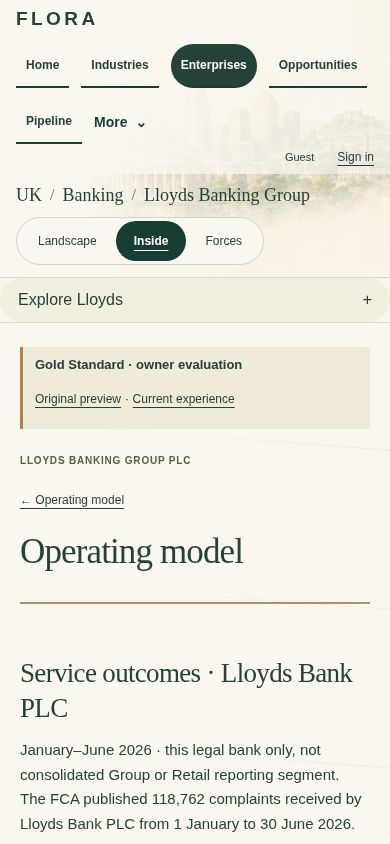 FLORA
Home Industries Enterprises Opportunities
Pipeline More
Guest Sign in
UK / Banking / Lloyds Banking Group
Landscape Inside Forces
Explore Lloyds +
Gold Standard · owner evaluation
Original preview · Current experience
LLOYDS BANKING GROUP PLC
← Operating model
Operating model
Service outcomes · Lloyds Bank
PLC
January–June 2026 · this legal bank only, not
consolidated Group or Retail reporting segment.
The FCA published 118,762 complaints received by
Lloyds Bank PLC from 1 January to 30 June 2026.